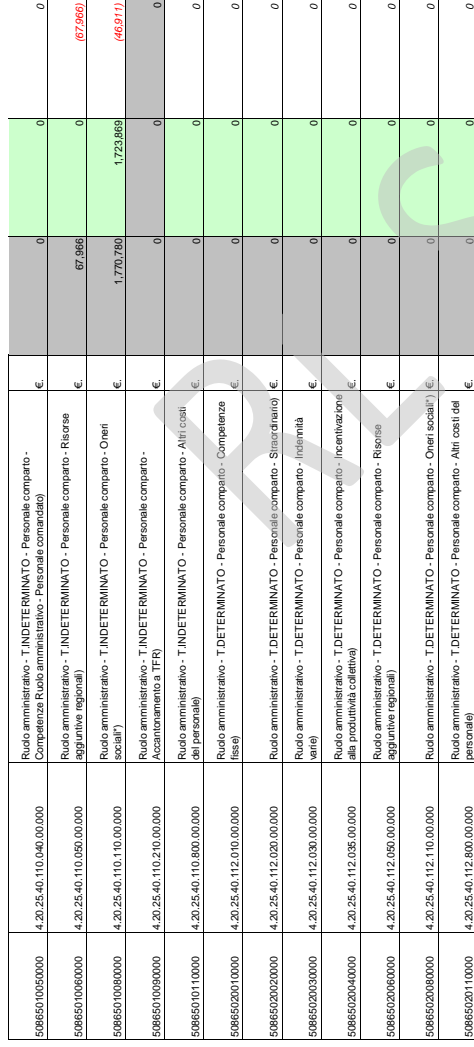 50865010050000 4.20.25.40.110.040.00.000 Ruolo amministrativo - T.INDETERMINATO - Personale comparto - €. 0 0 0
Competenze Ruolo amministrativo - Personale comandato)
50865010060000 4.20.25.40.110.050.00.000 Ruolo amministrativo - T.INDETERMINATO - Personale comparto - Risorse €. 67,966 0 (67,966)
aggiuntive regionali)
50865010080000 4.20.25.40.110.110.00.000 Ruolo amministrativo - T.INDETERMINATO - Personale comparto - Oneri €. 1,770,780 1,723,869 (46,911)
sociali")
50865010090000 4.20.25.40.110.210.00.000 Ruolo amministrativo - T.INDETERMINATO - Personale comparto - €. 0 0 0
Accantonamento a TFR)
50865010110000 4.20.25.40.110.800.00.000 Ruolo amministrativo - T.INDETERMINATO - Personale comparto - Altri costi €. 0 0 0
del personale)
50865020010000 4.20.25.40.112.010.00.000 Ruolo amministrativo - T.DETERMINATO - Personale comparto - Competenze €. 0 0 0
fisse)
50865020020000 4.20.25.40.112.020.00.000 Ruolo amministrativo - T.DETERMINATO - Personale comparto - Straordinario) €. 0 0 0
50865020030000 4.20.25.40.112.030.00.000 Ruolo amministrativo - T.DETERMINATO - Personale comparto - Indennità €. 0 0 0
varie)
50865020040000 4.20.25.40.112.035.00.000 Ruolo amministrativo - T.DETERMINATO - Personale comparto - Incentivazione €. 0 0 0
alla produttività collettiva)
50865020060000 4.20.25.40.112.050.00.000 Ruolo amministrativo - T.DETERMINATO - Personale comparto - Risorse €. 0 0 0
aggiuntive regionali)
50865020080000 4.20.25.40.112.110.00.000 Ruolo amministrativo - T.DETERMINATO - Personale comparto - Oneri sociali") €. 0 0 0
50865020110000 4.20.25.40.112.800.00.000 Ruolo amministrativo - T.DETERMINATO - Personale comparto - Altri costi del €. 0 0 0
personale)